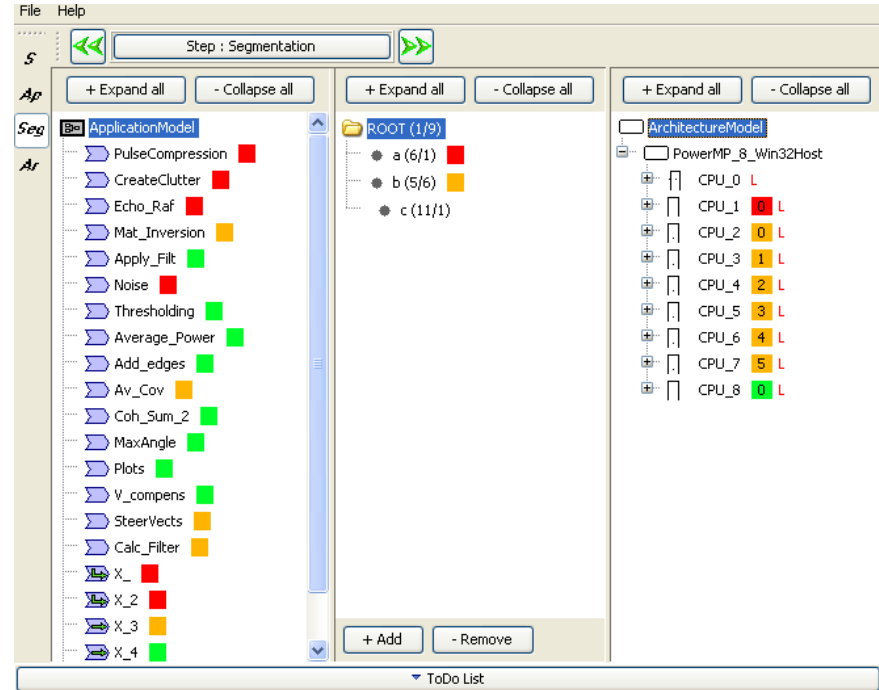 File Help
S
Step : Segmentation
Ap
Seg
Ar
+ Expand all - Collapse all
ApplicationModel
PulseCompression
CreateClutter
Echo_Raf
Mat_Inversion
Apply_Filt
Noise
Thresholding
Average_Power
Add_edges
Av_Cov
Coh_Sum_2
MaxAngle
Plots
V_compens
SteerVects
Calc_Filter
X_
X_2
X_3
X_4
+ Expand all - Collapse all
ROOT (1/9)
a (6/1)
b (5/6)
c (11/1)
+ Add - Remove
+ Expand all - Collapse all
ArchitectureModel
PowerMP_8_Win32Host
CPU_0 L
CPU_1 0 L
CPU_2 0 L
CPU_3 1 L
CPU_4 2 L
CPU_5 3 L
CPU_6 4 L
CPU_7 5 L
CPU_8 0 L
ToDo List